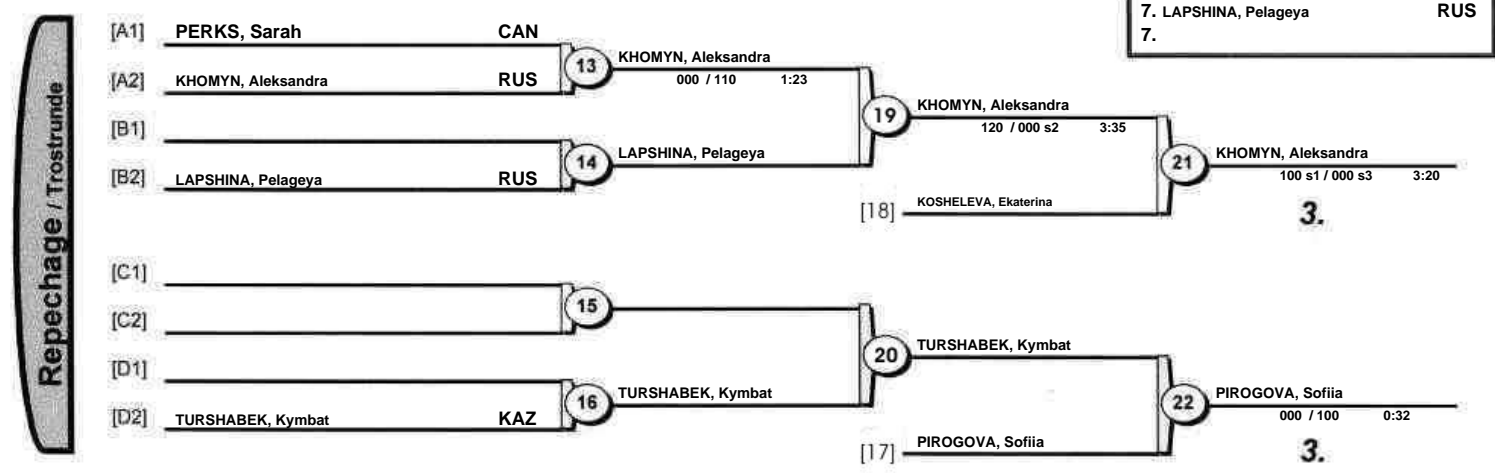 7. LAPSHINA, Pelageya RUS
7.
Repechage / Trostrunde
[A1] PERKS, Sarah CAN
[A2] KHOMYN, Aleksandra RUS
13
KHOMYN, Aleksandra
000 / 110 1:23
[B1]
[B2] LAPSHINA, Pelageya RUS
14
LAPSHINA, Pelageya
19
KHOMYN, Aleksandra
120 / 000 s2 3:35
[18] KOSHELEVA, Ekaterina
21
KHOMYN, Aleksandra
100 s1 / 000 s3 3:20
3.
[C1]
[C2]
15
[D1]
[D2] TURSHABEK, Kymbat KAZ
16
TURSHABEK, Kymbat
20
TURSHABEK, Kymbat
[17] PIROGOVA, Sofiia
22
PIROGOVA, Sofiia
000 / 100 0:32
3.